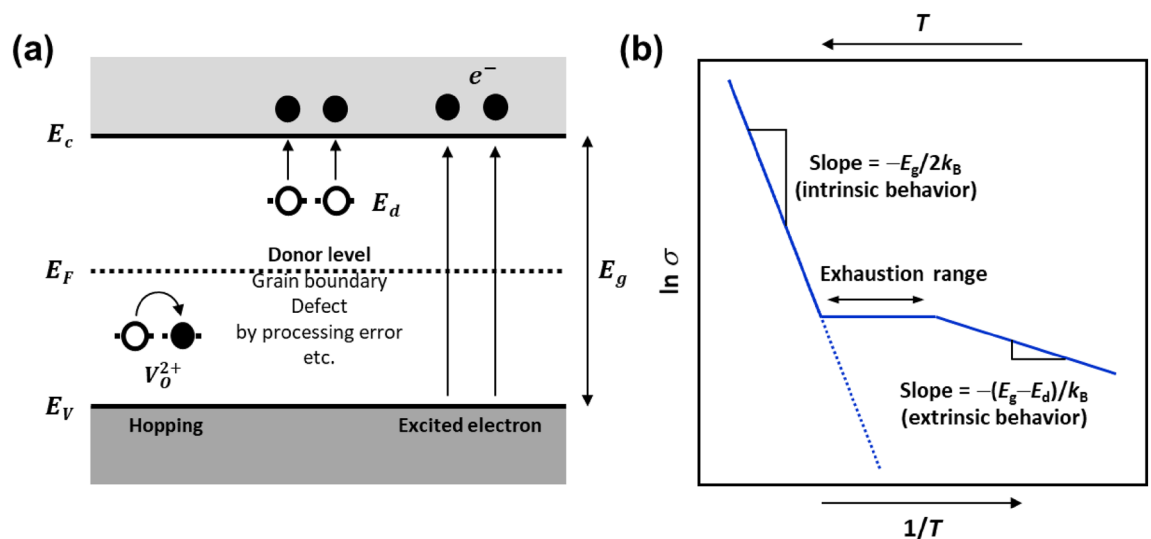 (a)
e⁻
E_c
E_d
Donor level
E_F
Grain boundary
E_g
Defect
by processing error
etc.
V_O^{2+}
E_V
Hopping
Excited electron
(b)
T
Slope = −E_g/2k_B
(intrinsic behavior)
ln σ
Exhaustion range
Slope = −(E_g−E_d)/k_B
(extrinsic behavior)
1/T